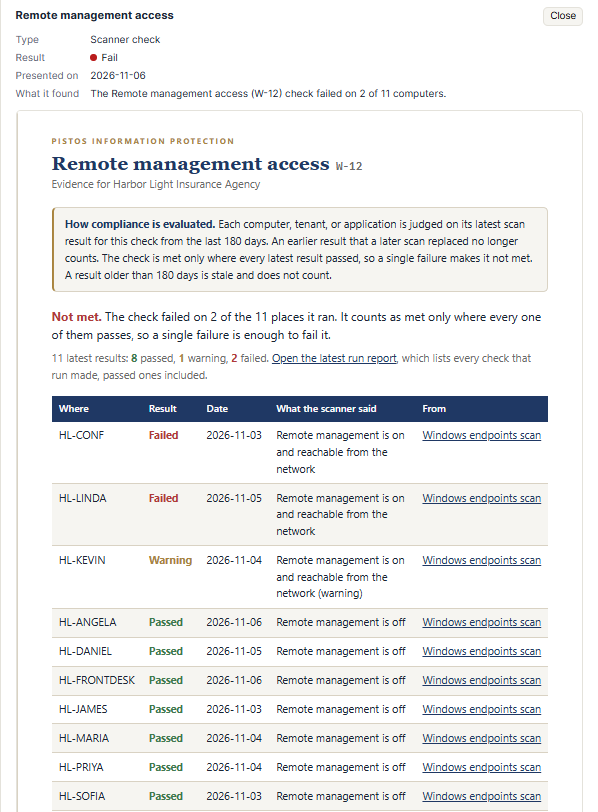 Remote management access
Close
Type Scanner check
Result Fail
Presented on 2026-11-06
What it found The Remote management access (W-12) check failed on 2 of 11 computers.
PISTOS INFORMATION PROTECTION
Remote management access W-12
Evidence for Harbor Light Insurance Agency
How compliance is evaluated. Each computer, tenant, or application is judged on its latest scan
result for this check from the last 180 days. An earlier result that a later scan replaced no longer
counts. The check is met only where every latest result passed, so a single failure makes it not met.
A result older than 180 days is stale and does not count.
Not met. The check failed on 2 of the 11 places it ran. It counts as met only where every one
of them passes, so a single failure is enough to fail it.
11 latest results: 8 passed, 1 warning, 2 failed. Open the latest run report, which lists every check that
run made, passed ones included.
Where Result Date What the scanner said From
HL-CONF Failed 2026-11-03 Remote management is on Windows endpoints scan
and reachable from the
network
HL-LINDA Failed 2026-11-05 Remote management is on Windows endpoints scan
and reachable from the
network
HL-KEVIN Warning 2026-11-04 Remote management is on Windows endpoints scan
and reachable from the
network (warning)
HL-ANGELA Passed 2026-11-06 Remote management is off Windows endpoints scan
HL-DANIEL Passed 2026-11-05 Remote management is off Windows endpoints scan
HL-FRONTDESK Passed 2026-11-06 Remote management is off Windows endpoints scan
HL-JAMES Passed 2026-11-03 Remote management is off Windows endpoints scan
HL-MARIA Passed 2026-11-04 Remote management is off Windows endpoints scan
HL-PRIYA Passed 2026-11-04 Remote management is off Windows endpoints scan
HL-SOFIA Passed 2026-11-03 Remote management is off Windows endpoints scan